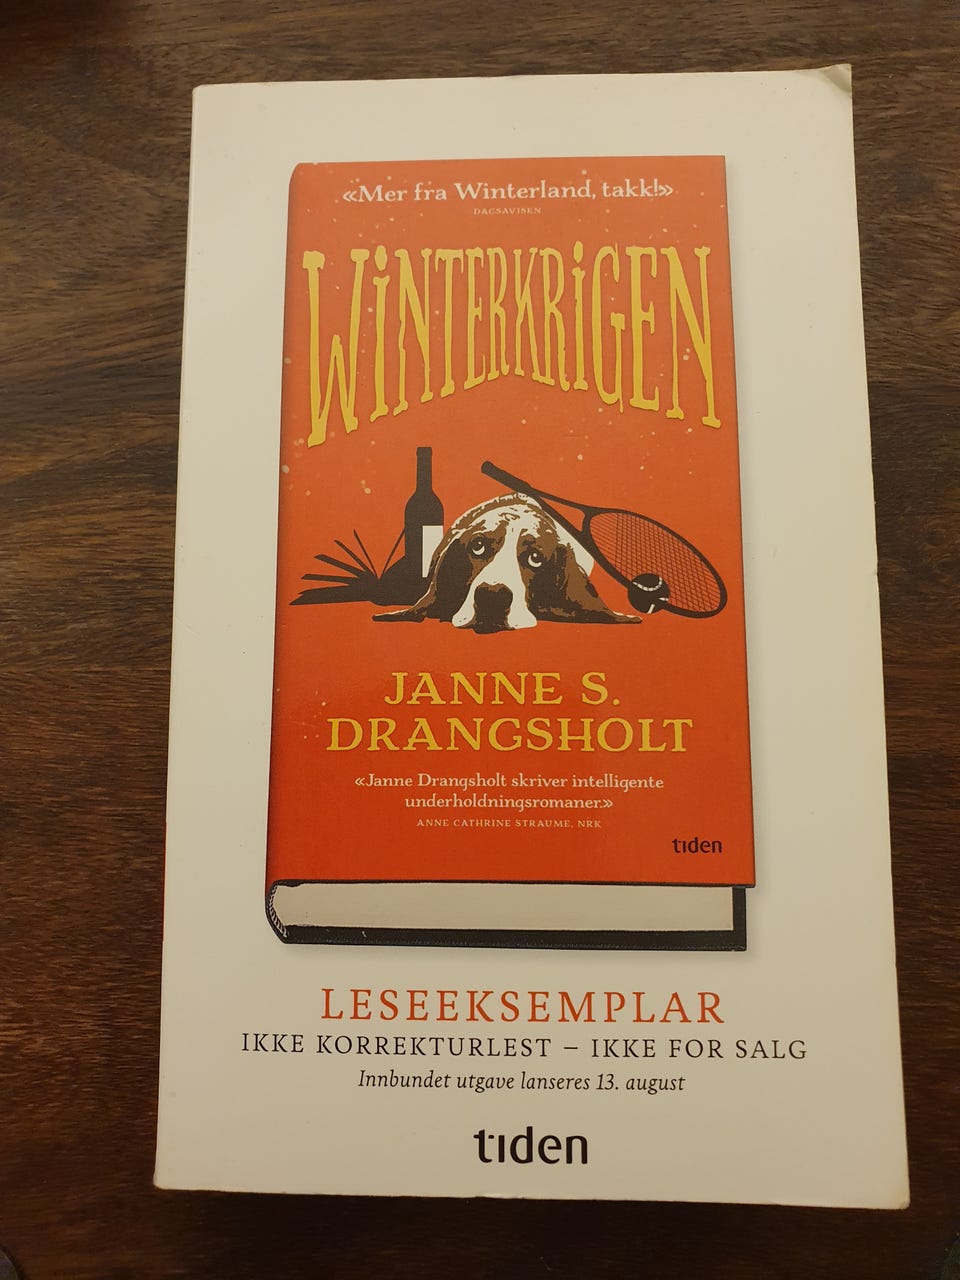 «Mer fra Winterland, takk!»
DAGSAVISEN
WiNTERKRiGEN
JANNE S.
DRANGSHOLT
«Janne Drangsholt skriver intelligente
underholdningsromaner.»
ANNE CATHRINE STRAUME, NRK
tiden
LESEEKSEMPLAR
IKKE KORREKTURLEST – IKKE FOR SALG
Innbundet utgave lanseres 13. august
tiden